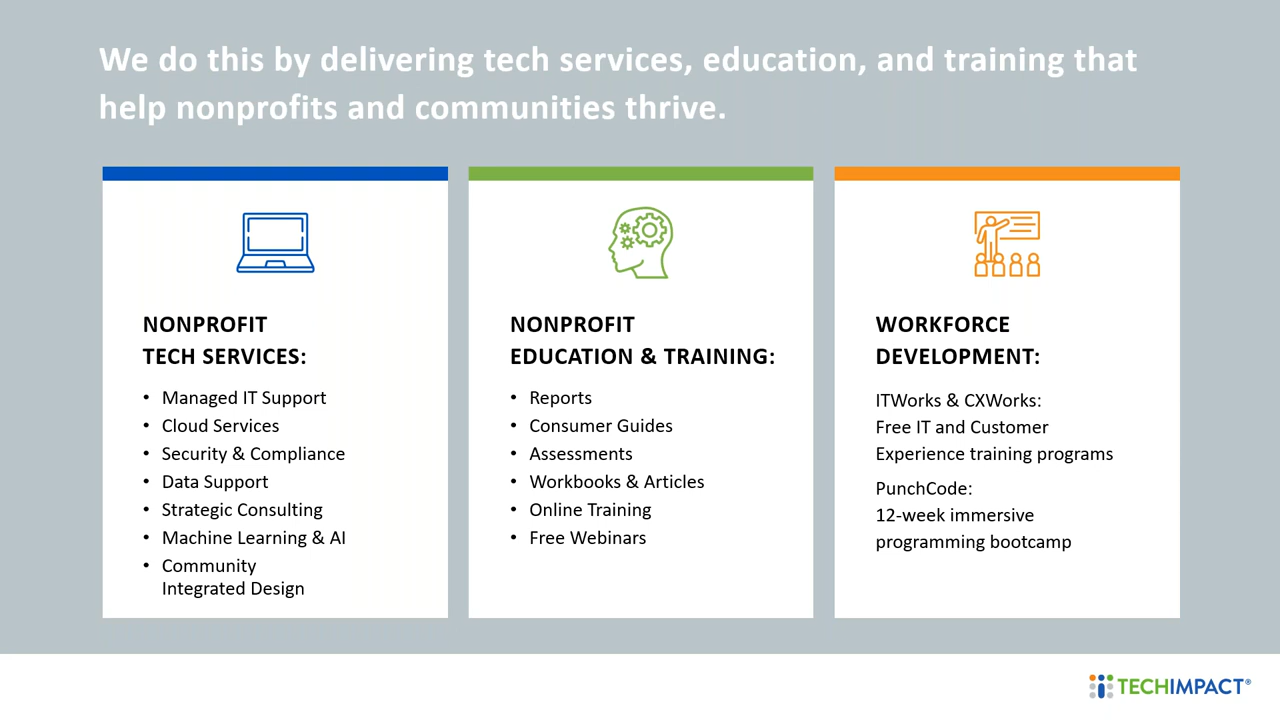 We do this by delivering tech services, education, and training that
help nonprofits and communities thrive.
NONPROFIT
TECH SERVICES:
• Managed IT Support
• Cloud Services
• Security & Compliance
• Data Support
• Strategic Consulting
• Machine Learning & AI
• Community
Integrated Design
NONPROFIT
EDUCATION & TRAINING:
• Reports
• Consumer Guides
• Assessments
• Workbooks & Articles
• Online Training
• Free Webinars
WORKFORCE
DEVELOPMENT:
ITWorks & CXWorks:
Free IT and Customer
Experience training programs
PunchCode:
12-week immersive
programming bootcamp
TECHIMPACT®